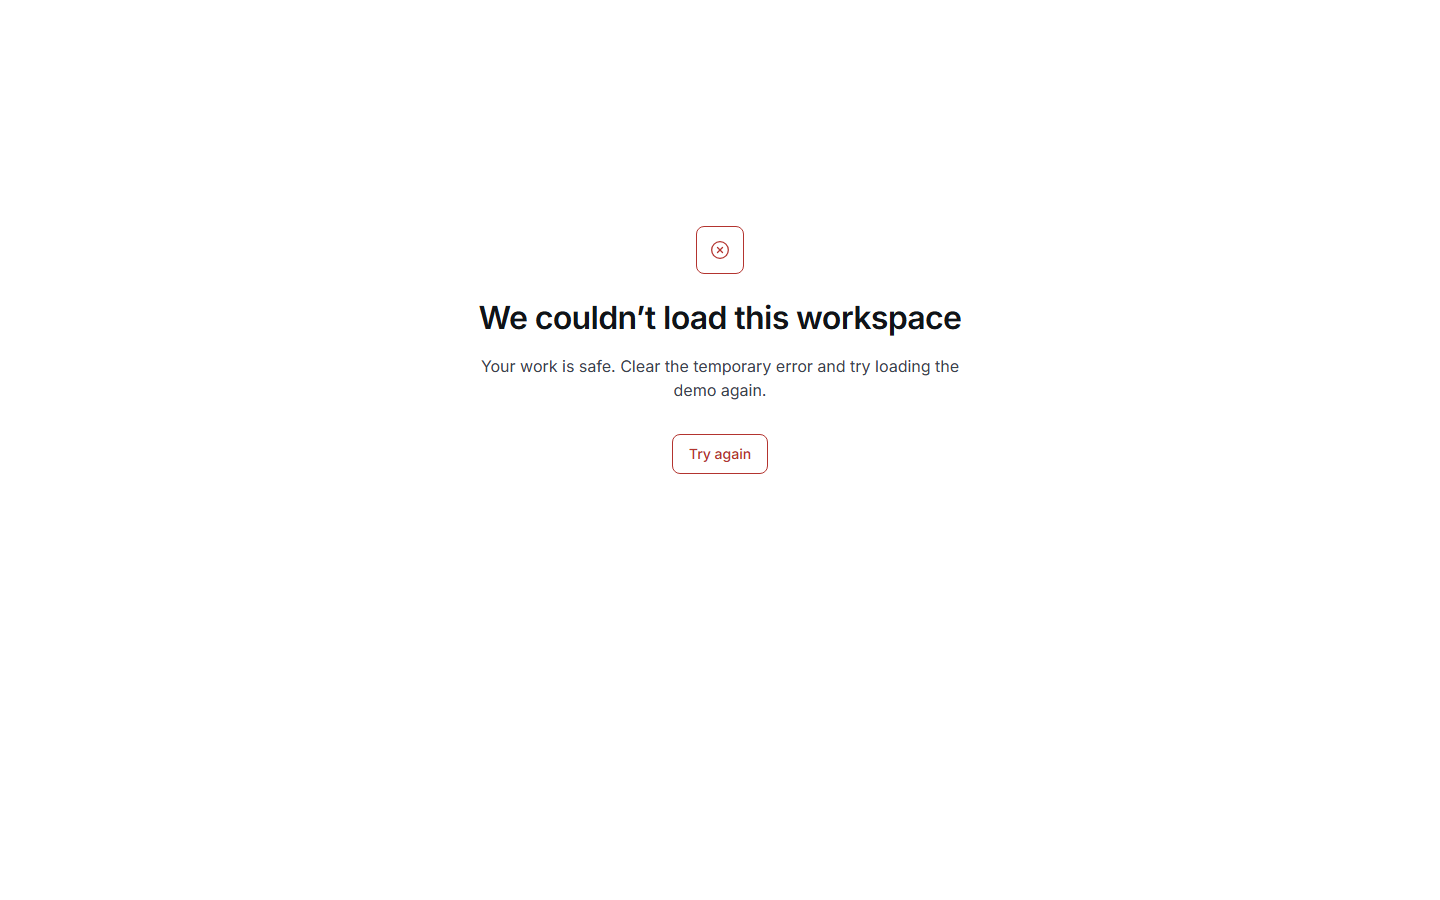 We couldn’t load this workspace
Your work is safe. Clear the temporary error and try loading the
demo again.
Try again